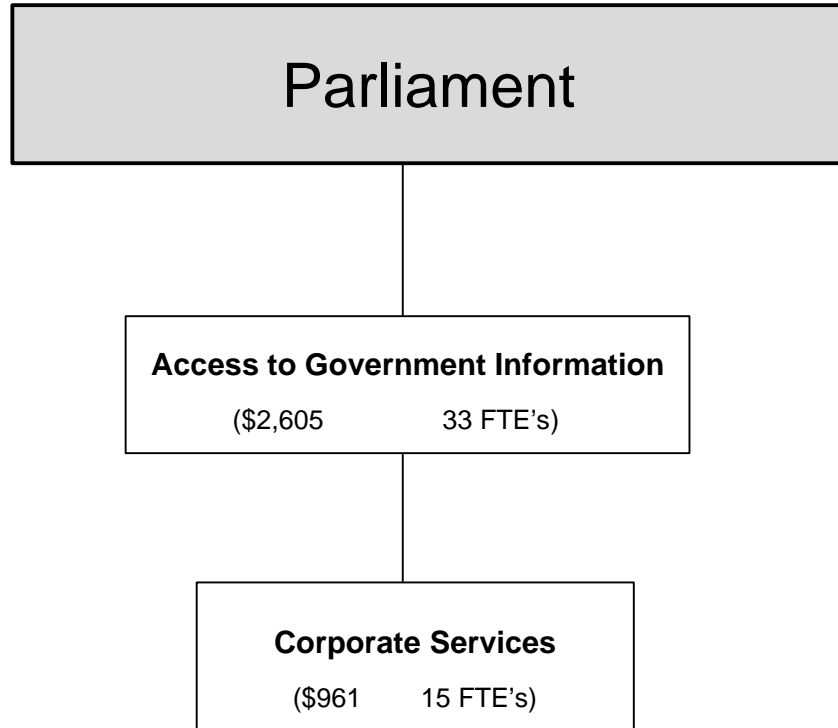 Parliament
Access to Government Information
($2,605 33 FTE’s)
Corporate Services
($961 15 FTE’s)